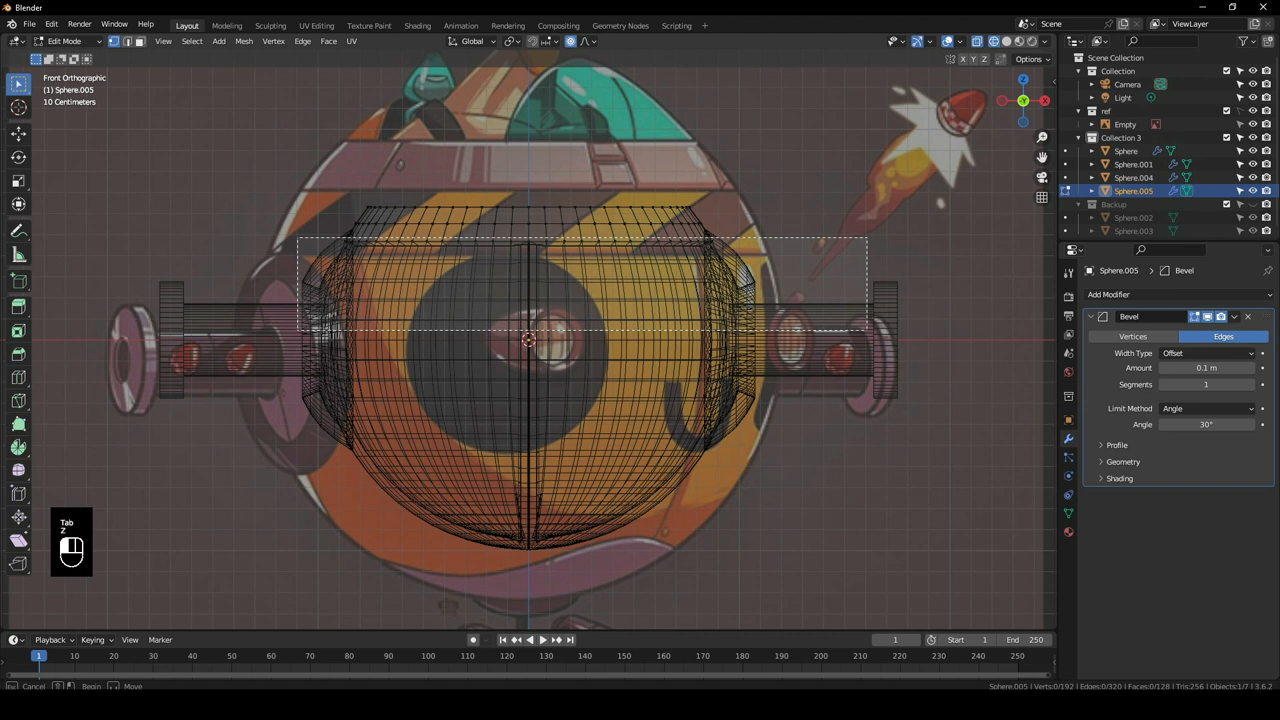 Blender
File Edit Render Window Help Layout Modeling Sculpting UV Editing Texture Paint Shading Animation Rendering Compositing Geometry Nodes Scripting + Scene ViewLayer
Edit Mode View Select Add Mesh Vertex Edge Face UV Global
X Y Z Options
Front Orthographic
(1) Sphere.005
10 Centimeters
Z
Y
X
Scene Collection
Collection
Camera
Light
ref
Empty
Collection 3
Sphere
Sphere.001
Sphere.004
Sphere.005
Backup
Sphere.002
Sphere.003
Sphere.005 Bevel
Add Modifier
Bevel
Vertices Edges
Width Type Offset
Amount 0.1 m
Segments 1
Limit Method Angle
Angle 30°
Profile
Geometry
Shading
Tab
Z
Playback Keying View Marker 1 Start 1 End 250
1 10 20 30 40 50 60 70 80 90 100 110 120 130 140 150 160 170 180 190 200 210 220 230 240 250
Cancel Begin Move Sphere.005 | Verts:0/192 | Edges:0/320 | Faces:0/128 | Tris:256 | Objects:1/7 | 3.6.2